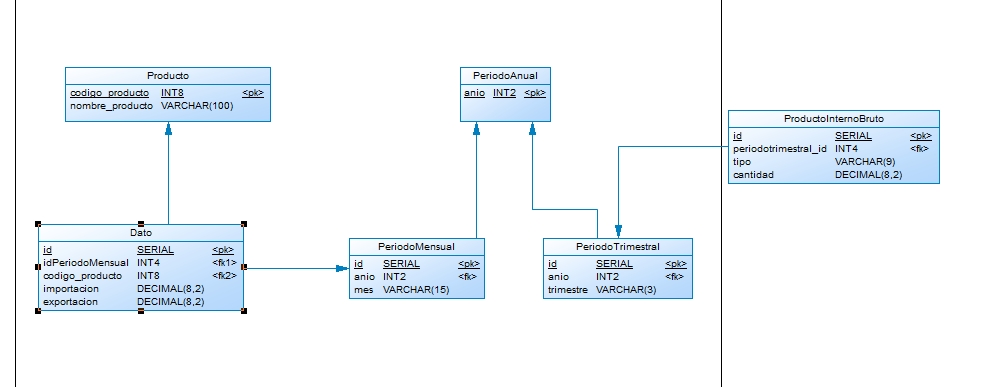 Producto
codigo_producto INT8 <pk>
nombre_producto VARCHAR(100)
PeriodoAnual
anio INT2 <pk>
ProductoInternoBruto
id SERIAL <pk>
periodotrimestral_id INT4 <fk>
tipo VARCHAR(9)
cantidad DECIMAL(8,2)
Dato
id SERIAL <pk>
idPeriodoMensual INT4 <fk1>
codigo_producto INT8 <fk2>
importacion DECIMAL(8,2)
exportacion DECIMAL(8,2)
PeriodoMensual
id SERIAL <pk>
anio INT2 <fk>
mes VARCHAR(15)
PeriodoTrimestral
id SERIAL <pk>
anio INT2 <fk>
trimestre VARCHAR(3)